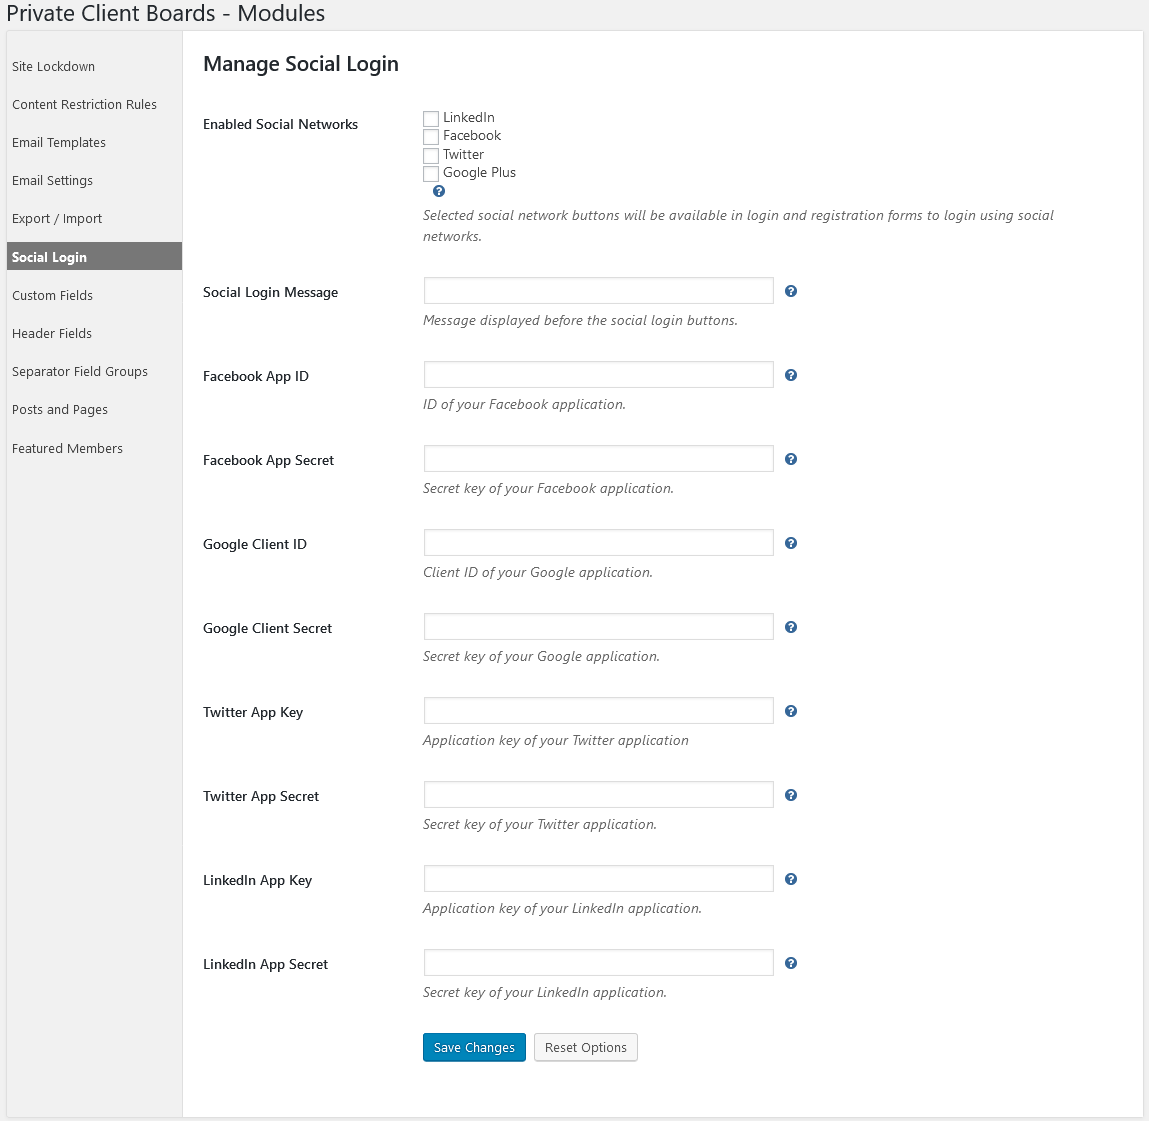 Private Client Boards - Modules
Site Lockdown
Content Restriction Rules
Email Templates
Email Settings
Export / Import
Social Login
Custom Fields
Header Fields
Separator Field Groups
Posts and Pages
Featured Members
Manage Social Login
Enabled Social Networks
LinkedIn
Facebook
Twitter
Google Plus
?
Selected social network buttons will be available in login and registration forms to login using social
networks.
Social Login Message ?
Message displayed before the social login buttons.
Facebook App ID ?
ID of your Facebook application.
Facebook App Secret ?
Secret key of your Facebook application.
Google Client ID ?
Client ID of your Google application.
Google Client Secret ?
Secret key of your Google application.
Twitter App Key ?
Application key of your Twitter application
Twitter App Secret ?
Secret key of your Twitter application.
LinkedIn App Key ?
Application key of your LinkedIn application.
LinkedIn App Secret ?
Secret key of your LinkedIn application.
Save Changes Reset Options